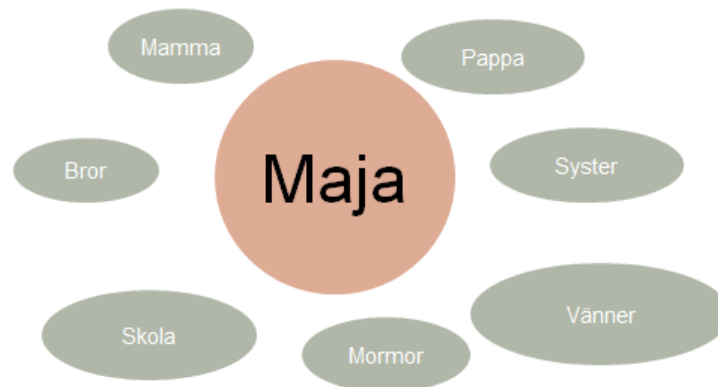 Mamma
Pappa
Maja
Bror
Syster
Skola
Mormor
Vänner